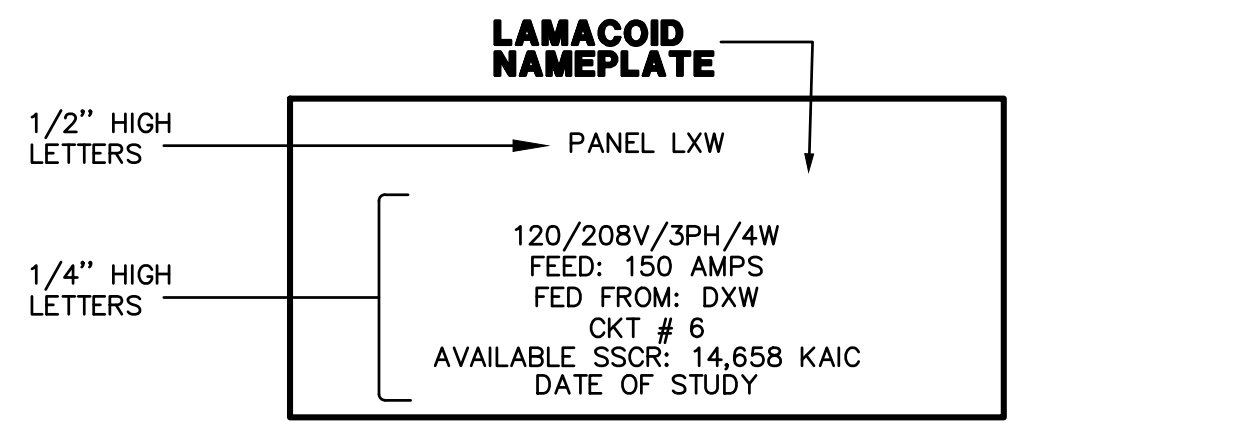 LAMACOID
NAMEPLATE
1/2" HIGH
LETTERS
PANEL LXW
1/4" HIGH
LETTERS
120/208V/3PH/4W
FEED: 150 AMPS
FED FROM: DXW
CKT # 6
AVAILABLE SSCR: 14,658 KAIC
DATE OF STUDY